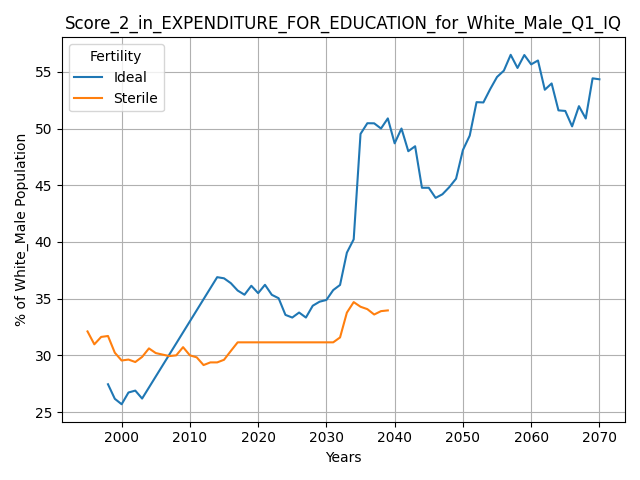 Score_2_in_EXPENDITURE_FOR_EDUCATION_for_White_Male_Q1_IQ
Fertility
Ideal
Sterile
% of White_Male Population
55
50
45
40
35
30
25
2000
2010
2020
2030
2040
2050
2060
2070
Years